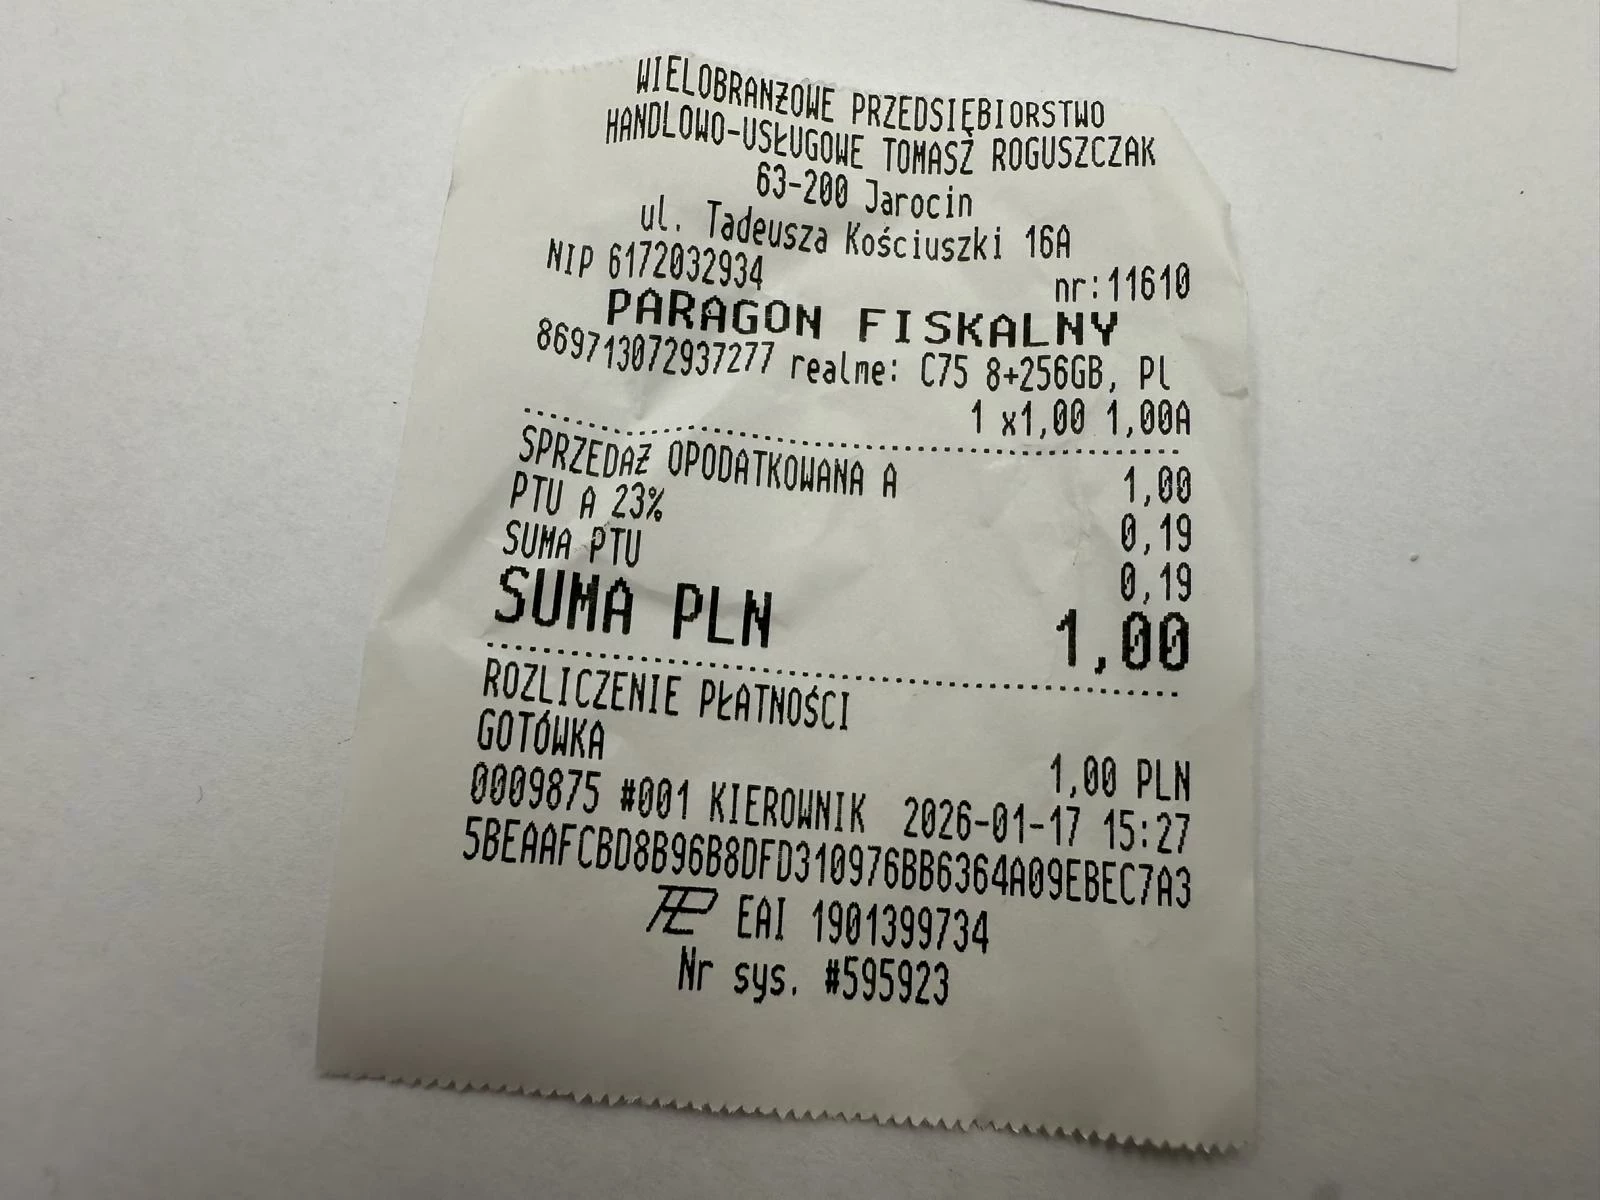 WIELOBRANŻOWE PRZEDSIĘBIORSTWO
HANDLOWO-USŁUGOWE TOMASZ ROGUSZCZAK
63-200 Jarocin
ul. Tadeusza Kościuszki 16A
NIP 6172032934 nr:11610
PARAGON FISKALNY
869713072937277 realme: C75 8+256GB, Pl
1 x1,00 1,00A
SPRZEDAŻ OPODATKOWANA A 1,00
PTU A 23% 0,19
SUMA PTU 0,19
SUMA PLN 1,00
ROZLICZENIE PŁATNOŚCI
GOTÓWKA 1,00 PLN
0009875 #001 KIEROWNIK 2026-01-17 15:27
5BEAAFCBD8B96B8DFD310976BB6364A09EBEC7A3
PL EAI 1901399734
Nr sys. #595923